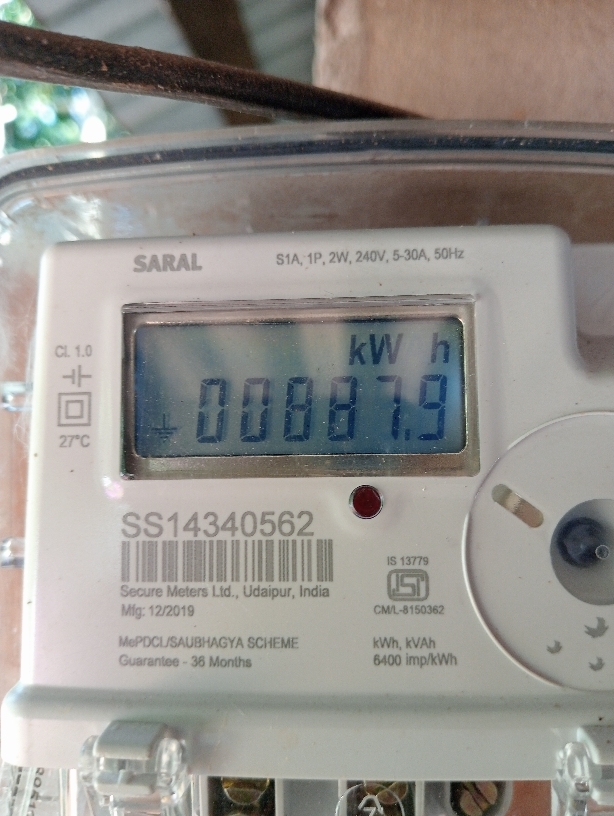 SARAL
S1A, 1P, 2W, 240V, 5-30A, 50Hz
Cl. 1.0
27°C
kW h
00887.9
SS14340562
Secure Meters Ltd., Udaipur, India
Mfg: 12/2019
IS 13779
ISI
CM/L-8150362
MePDCL/SAUBHAGYA SCHEME
Guarantee - 36 Months
kWh, kVAh
6400 imp/kWh